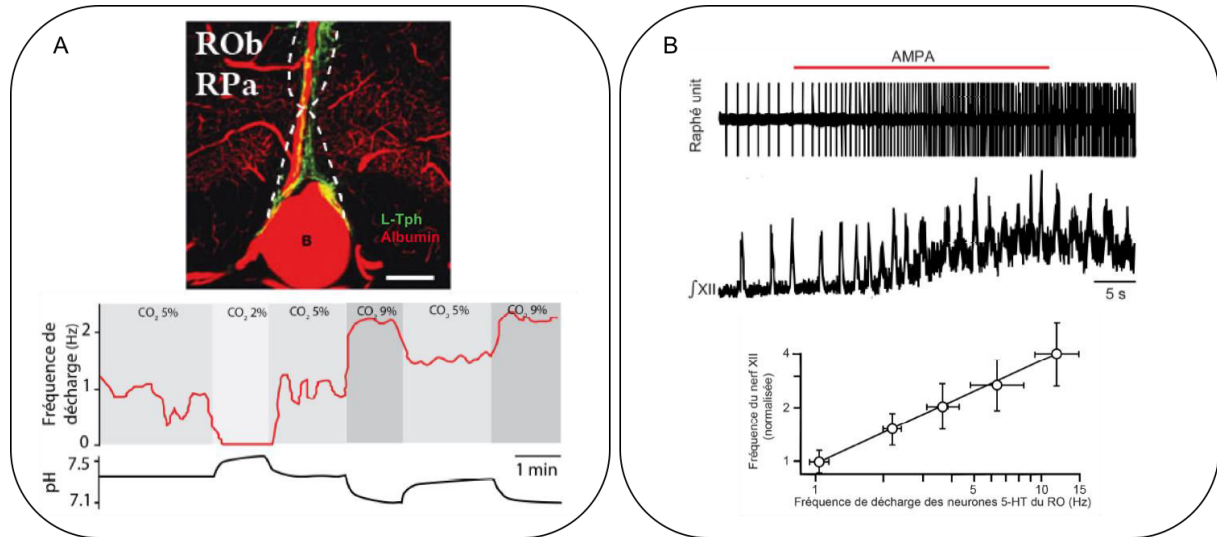 A
ROb
RPa
L-Tph
Albumin
B
CO2 5% CO2 2% CO2 5% CO2 9% CO2 5% CO2 9%
Fréquence de
décharge (Hz)
2
1
0
1 min
pH
7.5
7.1
B
AMPA
Raphé unit
∫XII
5 s
Fréquence du nerf XII
(normalisée)
4
2
1
1 5 10 15
Fréquence de décharge des neurones 5-HT du RO (Hz)